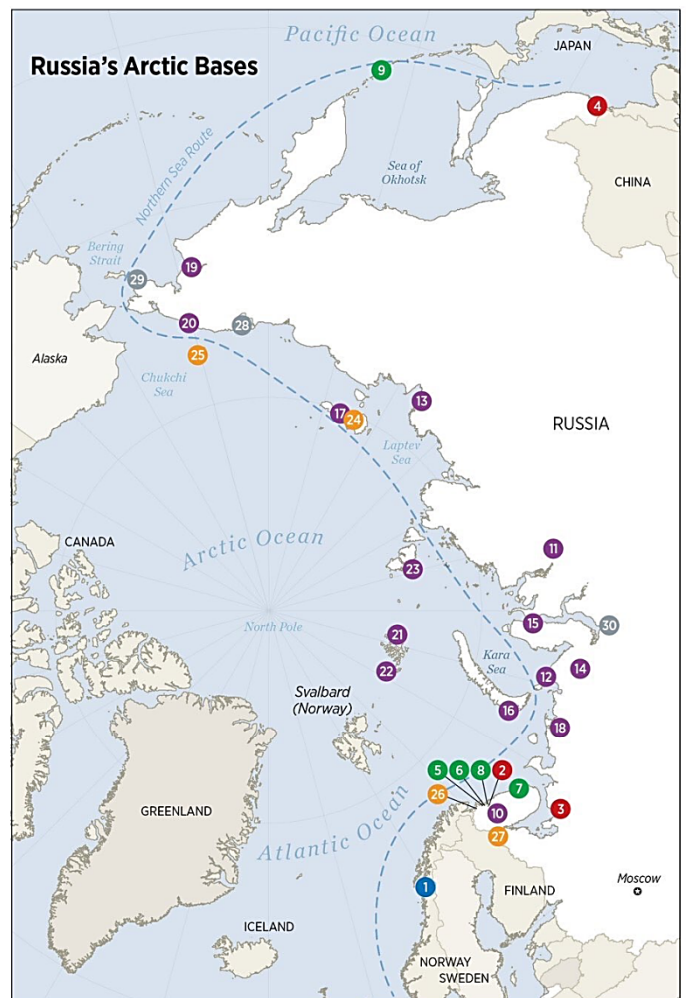 Pacific Ocean
JAPAN
Russia's Arctic Bases
9
4
Sea of
Okhotsk
CHINA
Northern Sea Route
Bering
Strait
19
29
20
28
25
Alaska
Chukchi
Sea
13
17
24
RUSSIA
Laptev
Sea
CANADA
Arctic Ocean
11
23
15
30
North Pole
21
22
Kara
Sea
12
14
Svalbard
(Norway)
16
18
5
6
8
2
7
26
10
3
GREENLAND
27
Atlantic Ocean
Moscow
1
FINLAND
ICELAND
NORWAY
SWEDEN